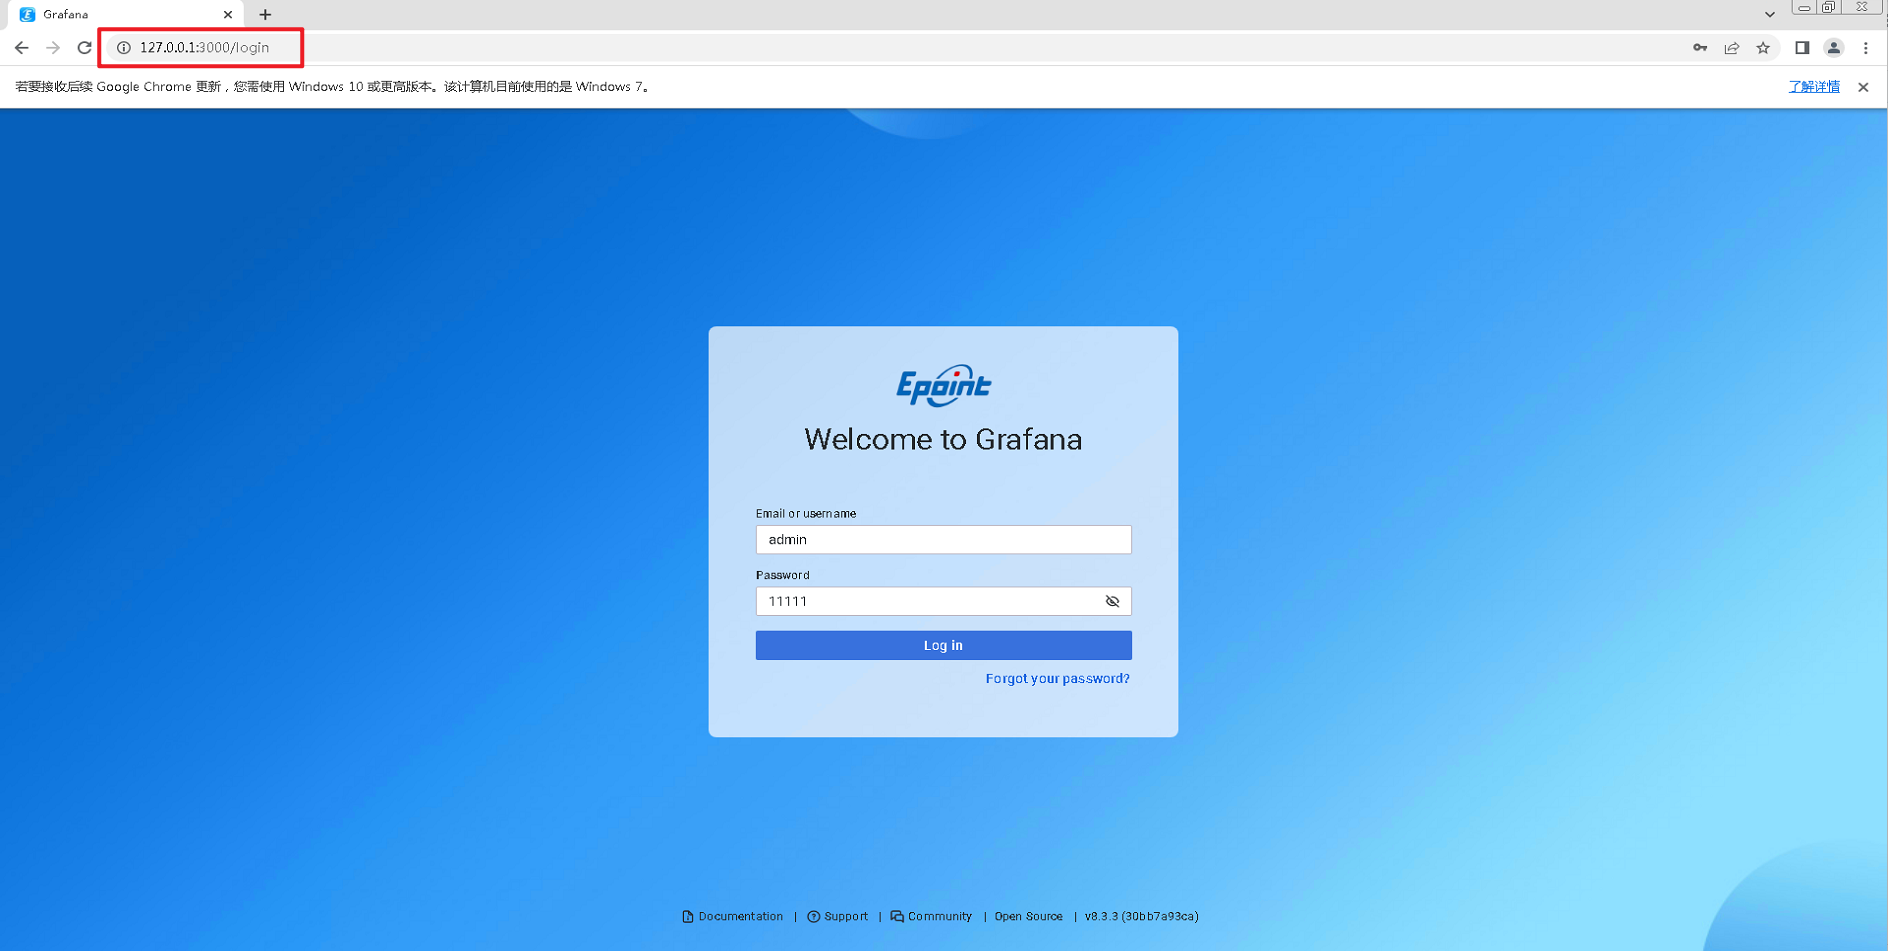 Grafana
127.0.0.1:3000/login
若要接收后续 Google Chrome 更新，您需使用 Windows 10 或更高版本。该计算机目前使用的是 Windows 7。 了解详情
Epoint
Welcome to Grafana
Email or username
admin
Password
11111
Log in
Forgot your password?
Documentation | Support | Community | Open Source | v8.3.3 (30bb7a93ca)